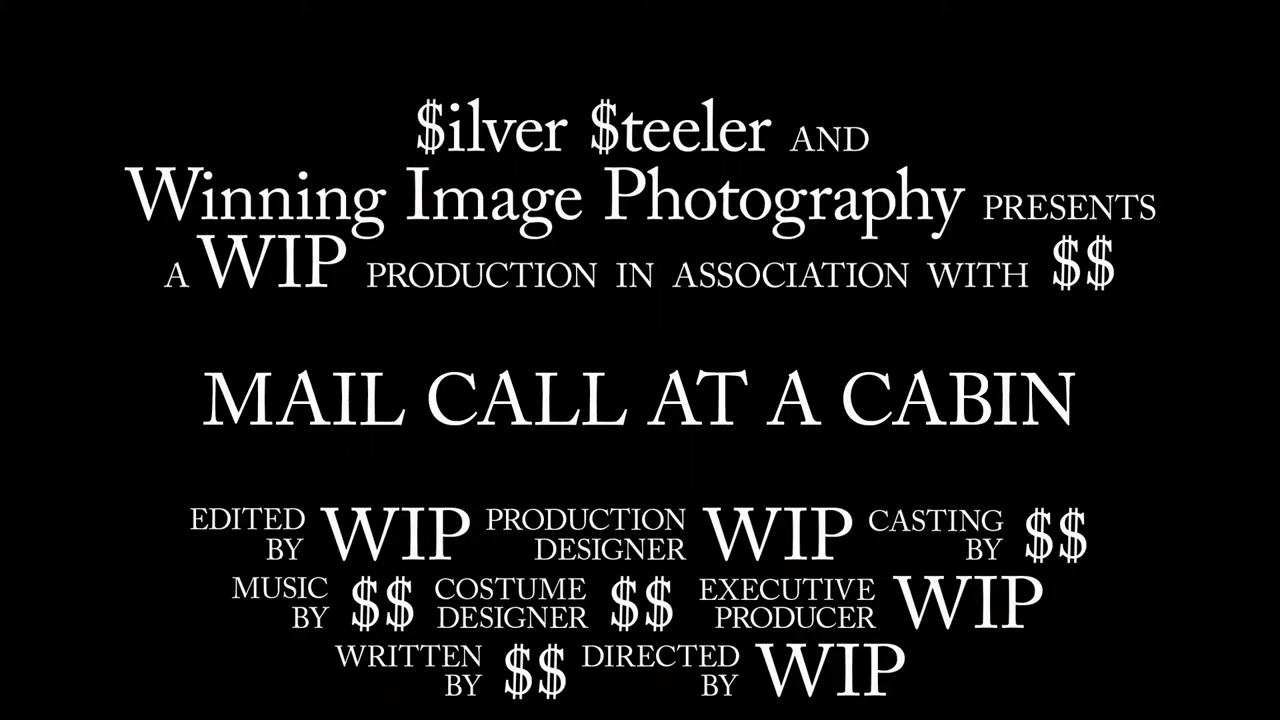 $ilver $teeler AND
Winning Image Photography PRESENTS
A WIP PRODUCTION IN ASSOCIATION WITH $$
MAIL CALL AT A CABIN
EDITED BY WIP PRODUCTION DESIGNER WIP CASTING BY $$
MUSIC BY $$ COSTUME DESIGNER $$ EXECUTIVE PRODUCER WIP
WRITTEN BY $$ DIRECTED BY WIP